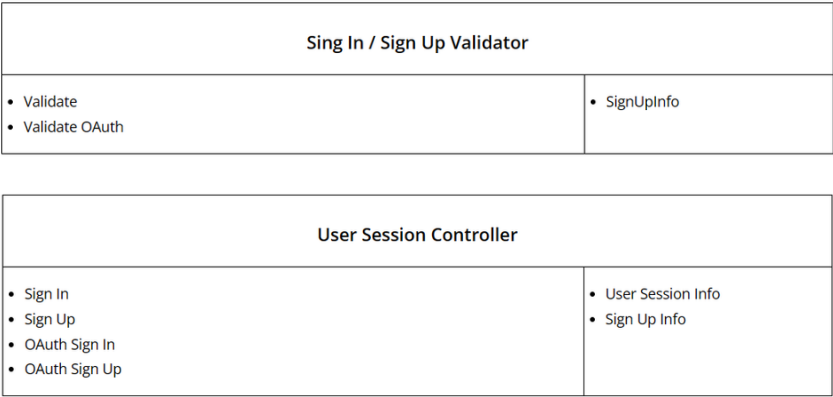 Sing In / Sign Up Validator
• Validate
• Validate OAuth
• SignUpInfo
User Session Controller
• Sign In
• Sign Up
• OAuth Sign In
• OAuth Sign Up
• User Session Info
• Sign Up Info